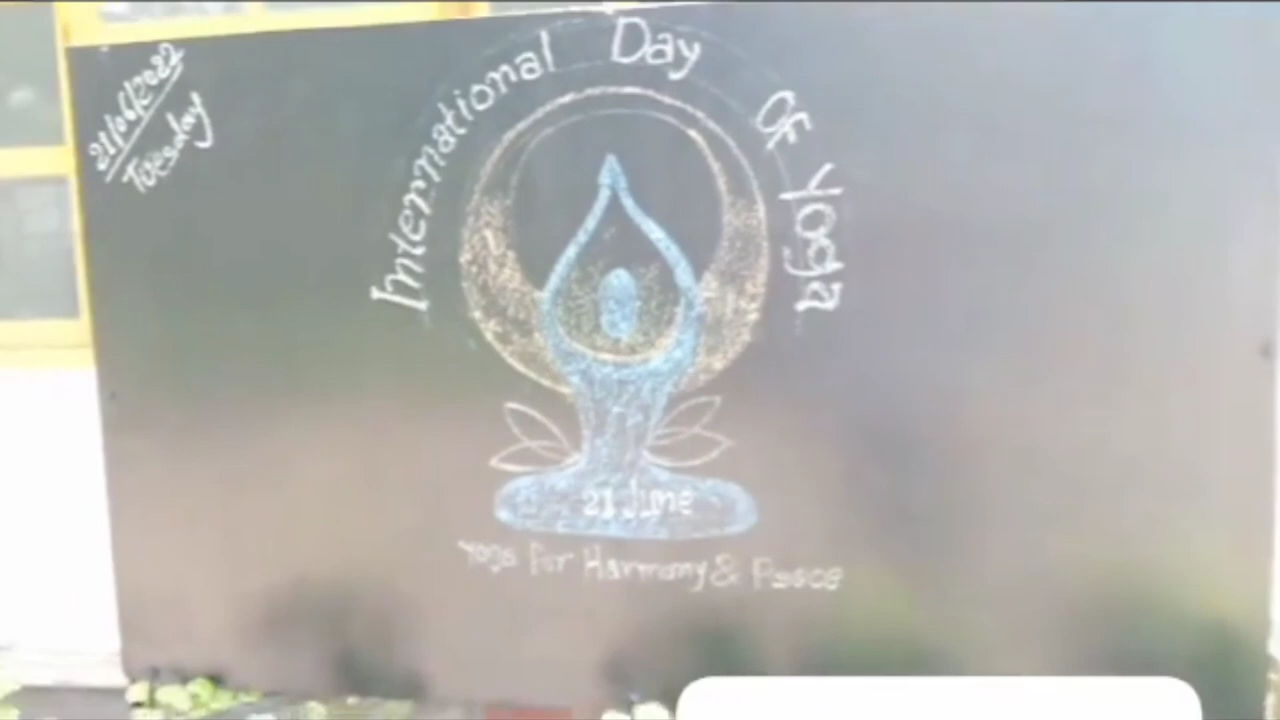 21/06/2022
Tuesday
International Day Of Yoga
21 June
Yoga for Harmony & Peace